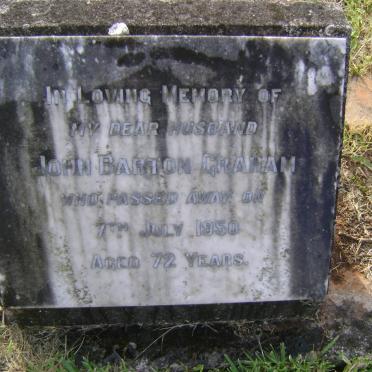 In Loving Memory of
my dear husband
John Barton Graham
who passed away on
7th July 1950
Aged 72 Years.